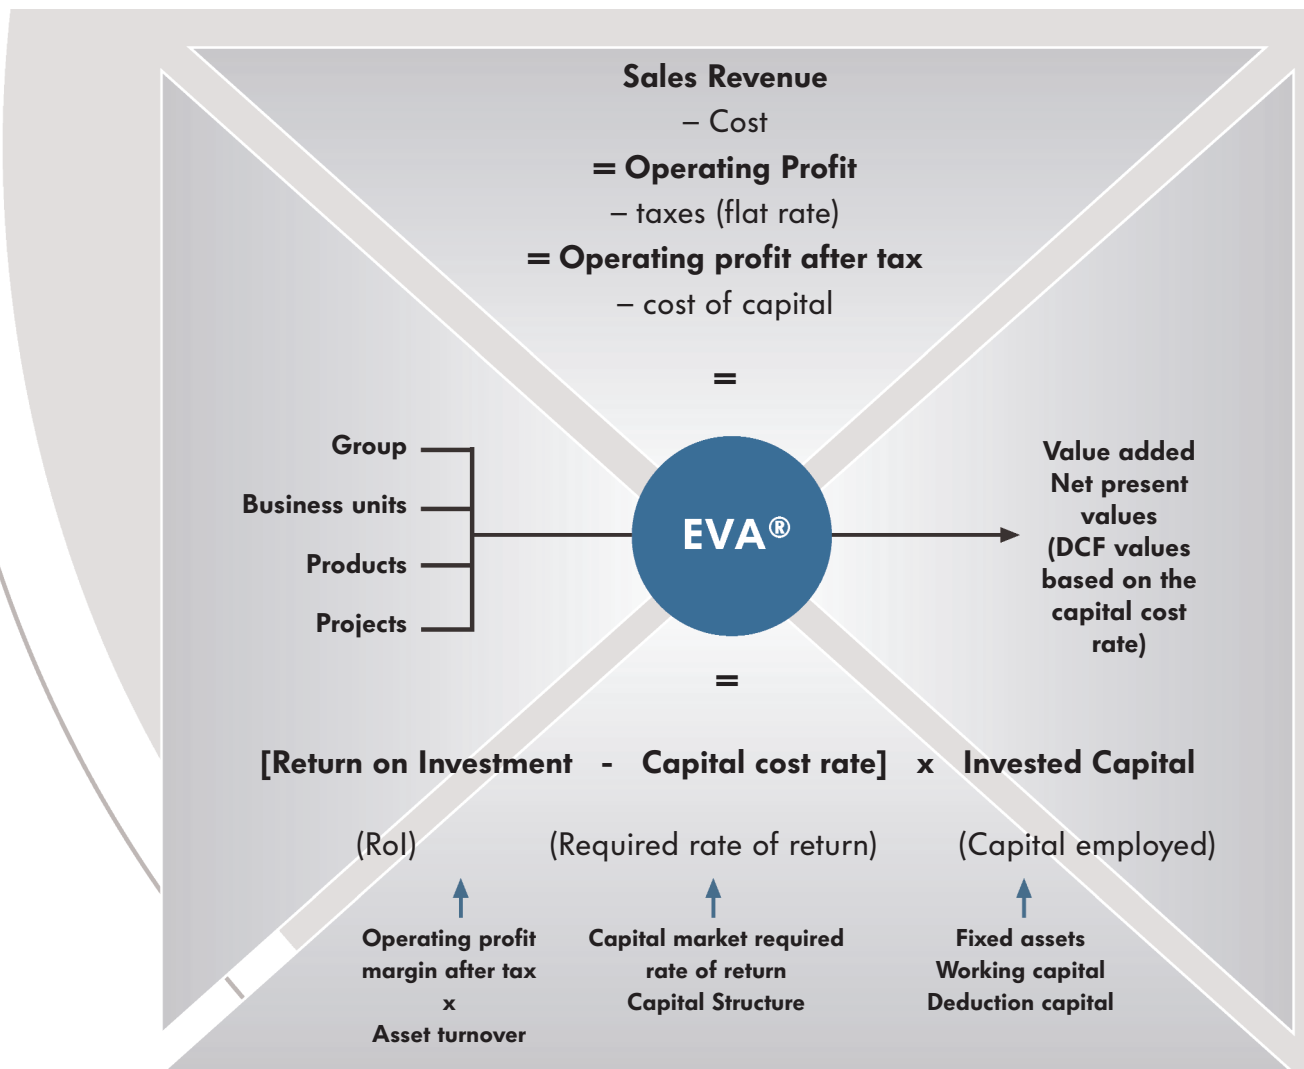 Sales Revenue
– Cost
= Operating Profit
– taxes (flat rate)
= Operating profit after tax
– cost of capital
=
Group
Business units
Products
Projects
EVA®
Value added
Net present
values
(DCF values
based on the
capital cost
rate)
=
[Return on Investment - Capital cost rate] x Invested Capital
(RoI) (Required rate of return) (Capital employed)
Operating profit
margin after tax
x
Asset turnover
Capital market required
rate of return
Capital Structure
Fixed assets
Working capital
Deduction capital